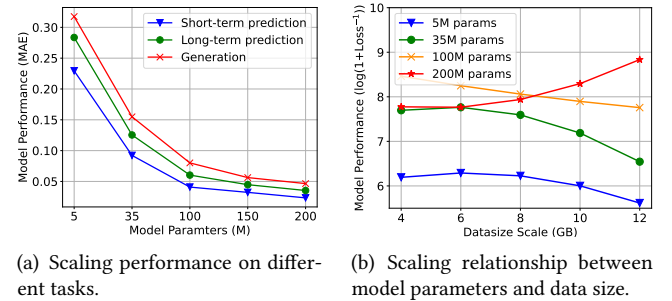 Model Performance (MAE)
0.30
0.25
0.20
0.15
0.10
0.05
5
35
100
150
200
Model Paramters (M)
Short-term prediction
Long-term prediction
Generation
(a) Scaling performance on differ-
ent tasks.
Model Performance (log(1+Loss⁻¹))
10
9
8
7
6
4
6
8
10
12
Datasize Scale (GB)
5M params
35M params
100M params
200M params
(b) Scaling relationship between
model parameters and data size.